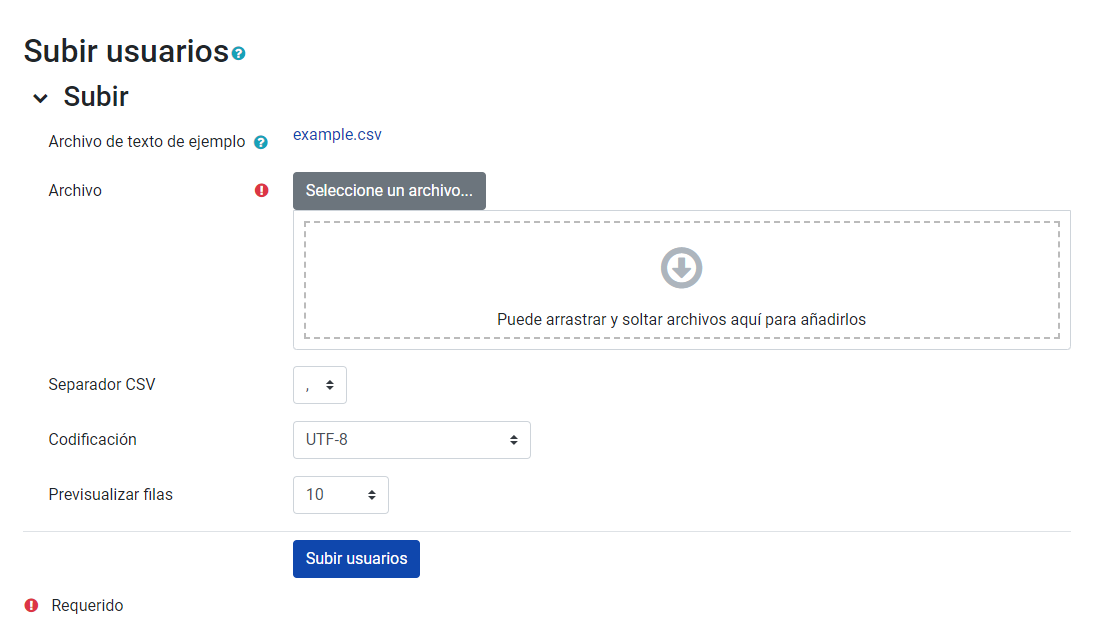 Subir usuarios
Subir
Archivo de texto de ejemplo example.csv
Archivo Seleccione un archivo...
Puede arrastrar y soltar archivos aquí para añadirlos
Separador CSV ,
Codificación UTF-8
Previsualizar filas 10
Subir usuarios
Requerido